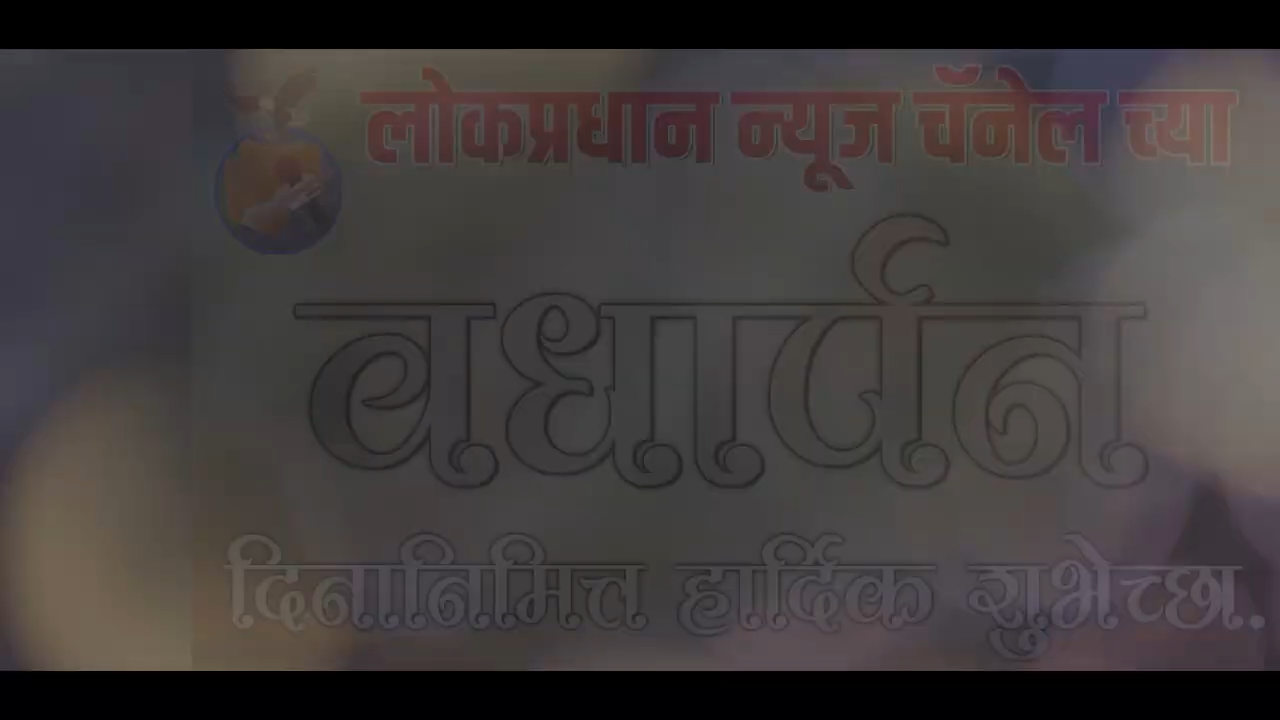 लोकप्रधान न्यूज चॅनेल च्या
वर्धापन
दिनानिमित्त हार्दिक शुभेच्छा..